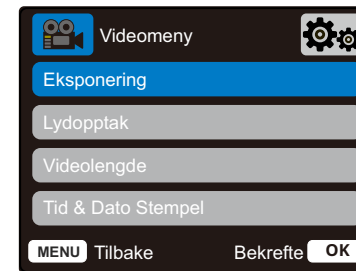 Videomeny
Eksponering
Lydopptak
Videolengde
Tid & Dato Stempel
MENU Tilbake Bekrefte OK